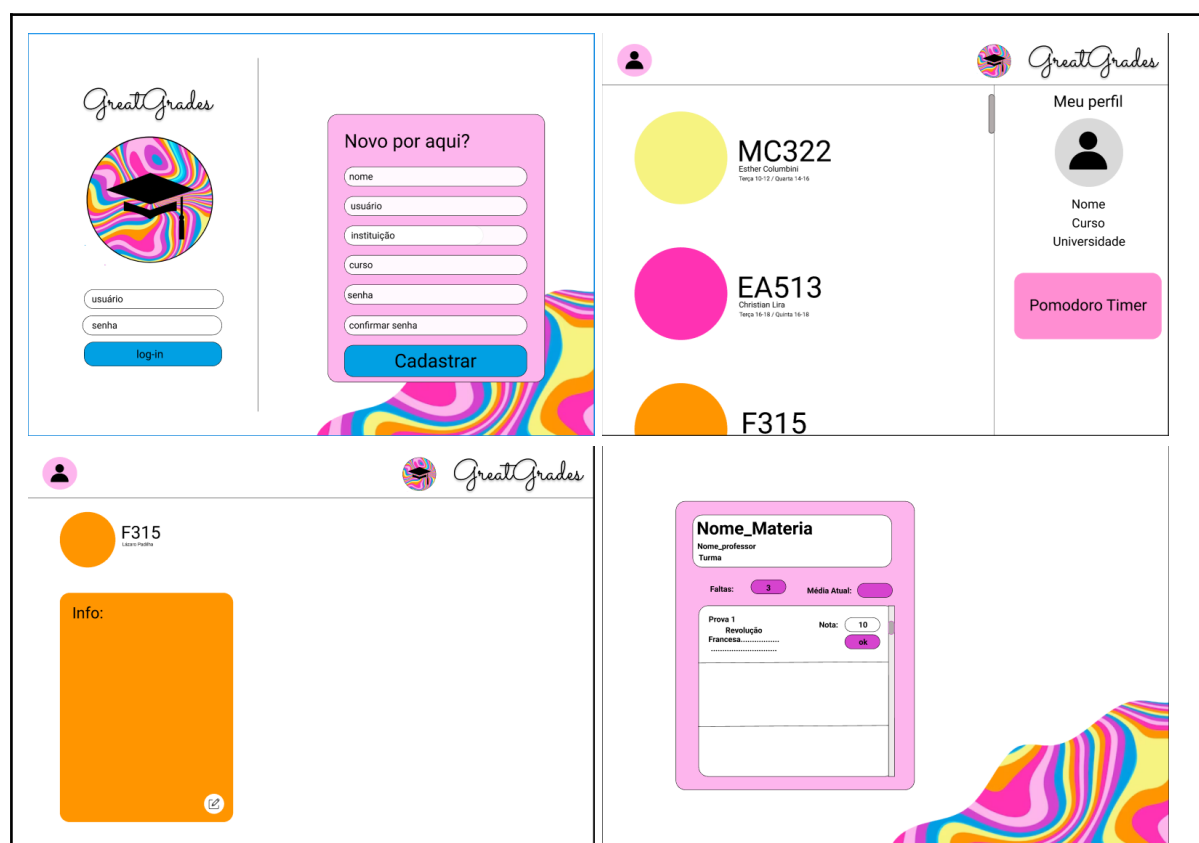 GreatGrades
usuário
senha
log-in
Novo por aqui?
nome
usuário
instituição
curso
senha
confirmar senha
Cadastrar
GreatGrades
MC322
Esther Columbini
Terça 10-12 / Quarta 14-16
EA513
Christian Lira
Terça 16-18 / Quinta 16-18
F315
Meu perfil
Nome
Curso
Universidade
Pomodoro Timer
GreatGrades
F315
Lázaro Padilha
Info:
Nome_Materia
Nome_professor
Turma
Faltas: 3 Média Atual:
Prova 1
Revolução
Francesa.................
............................
Nota: 10
ok